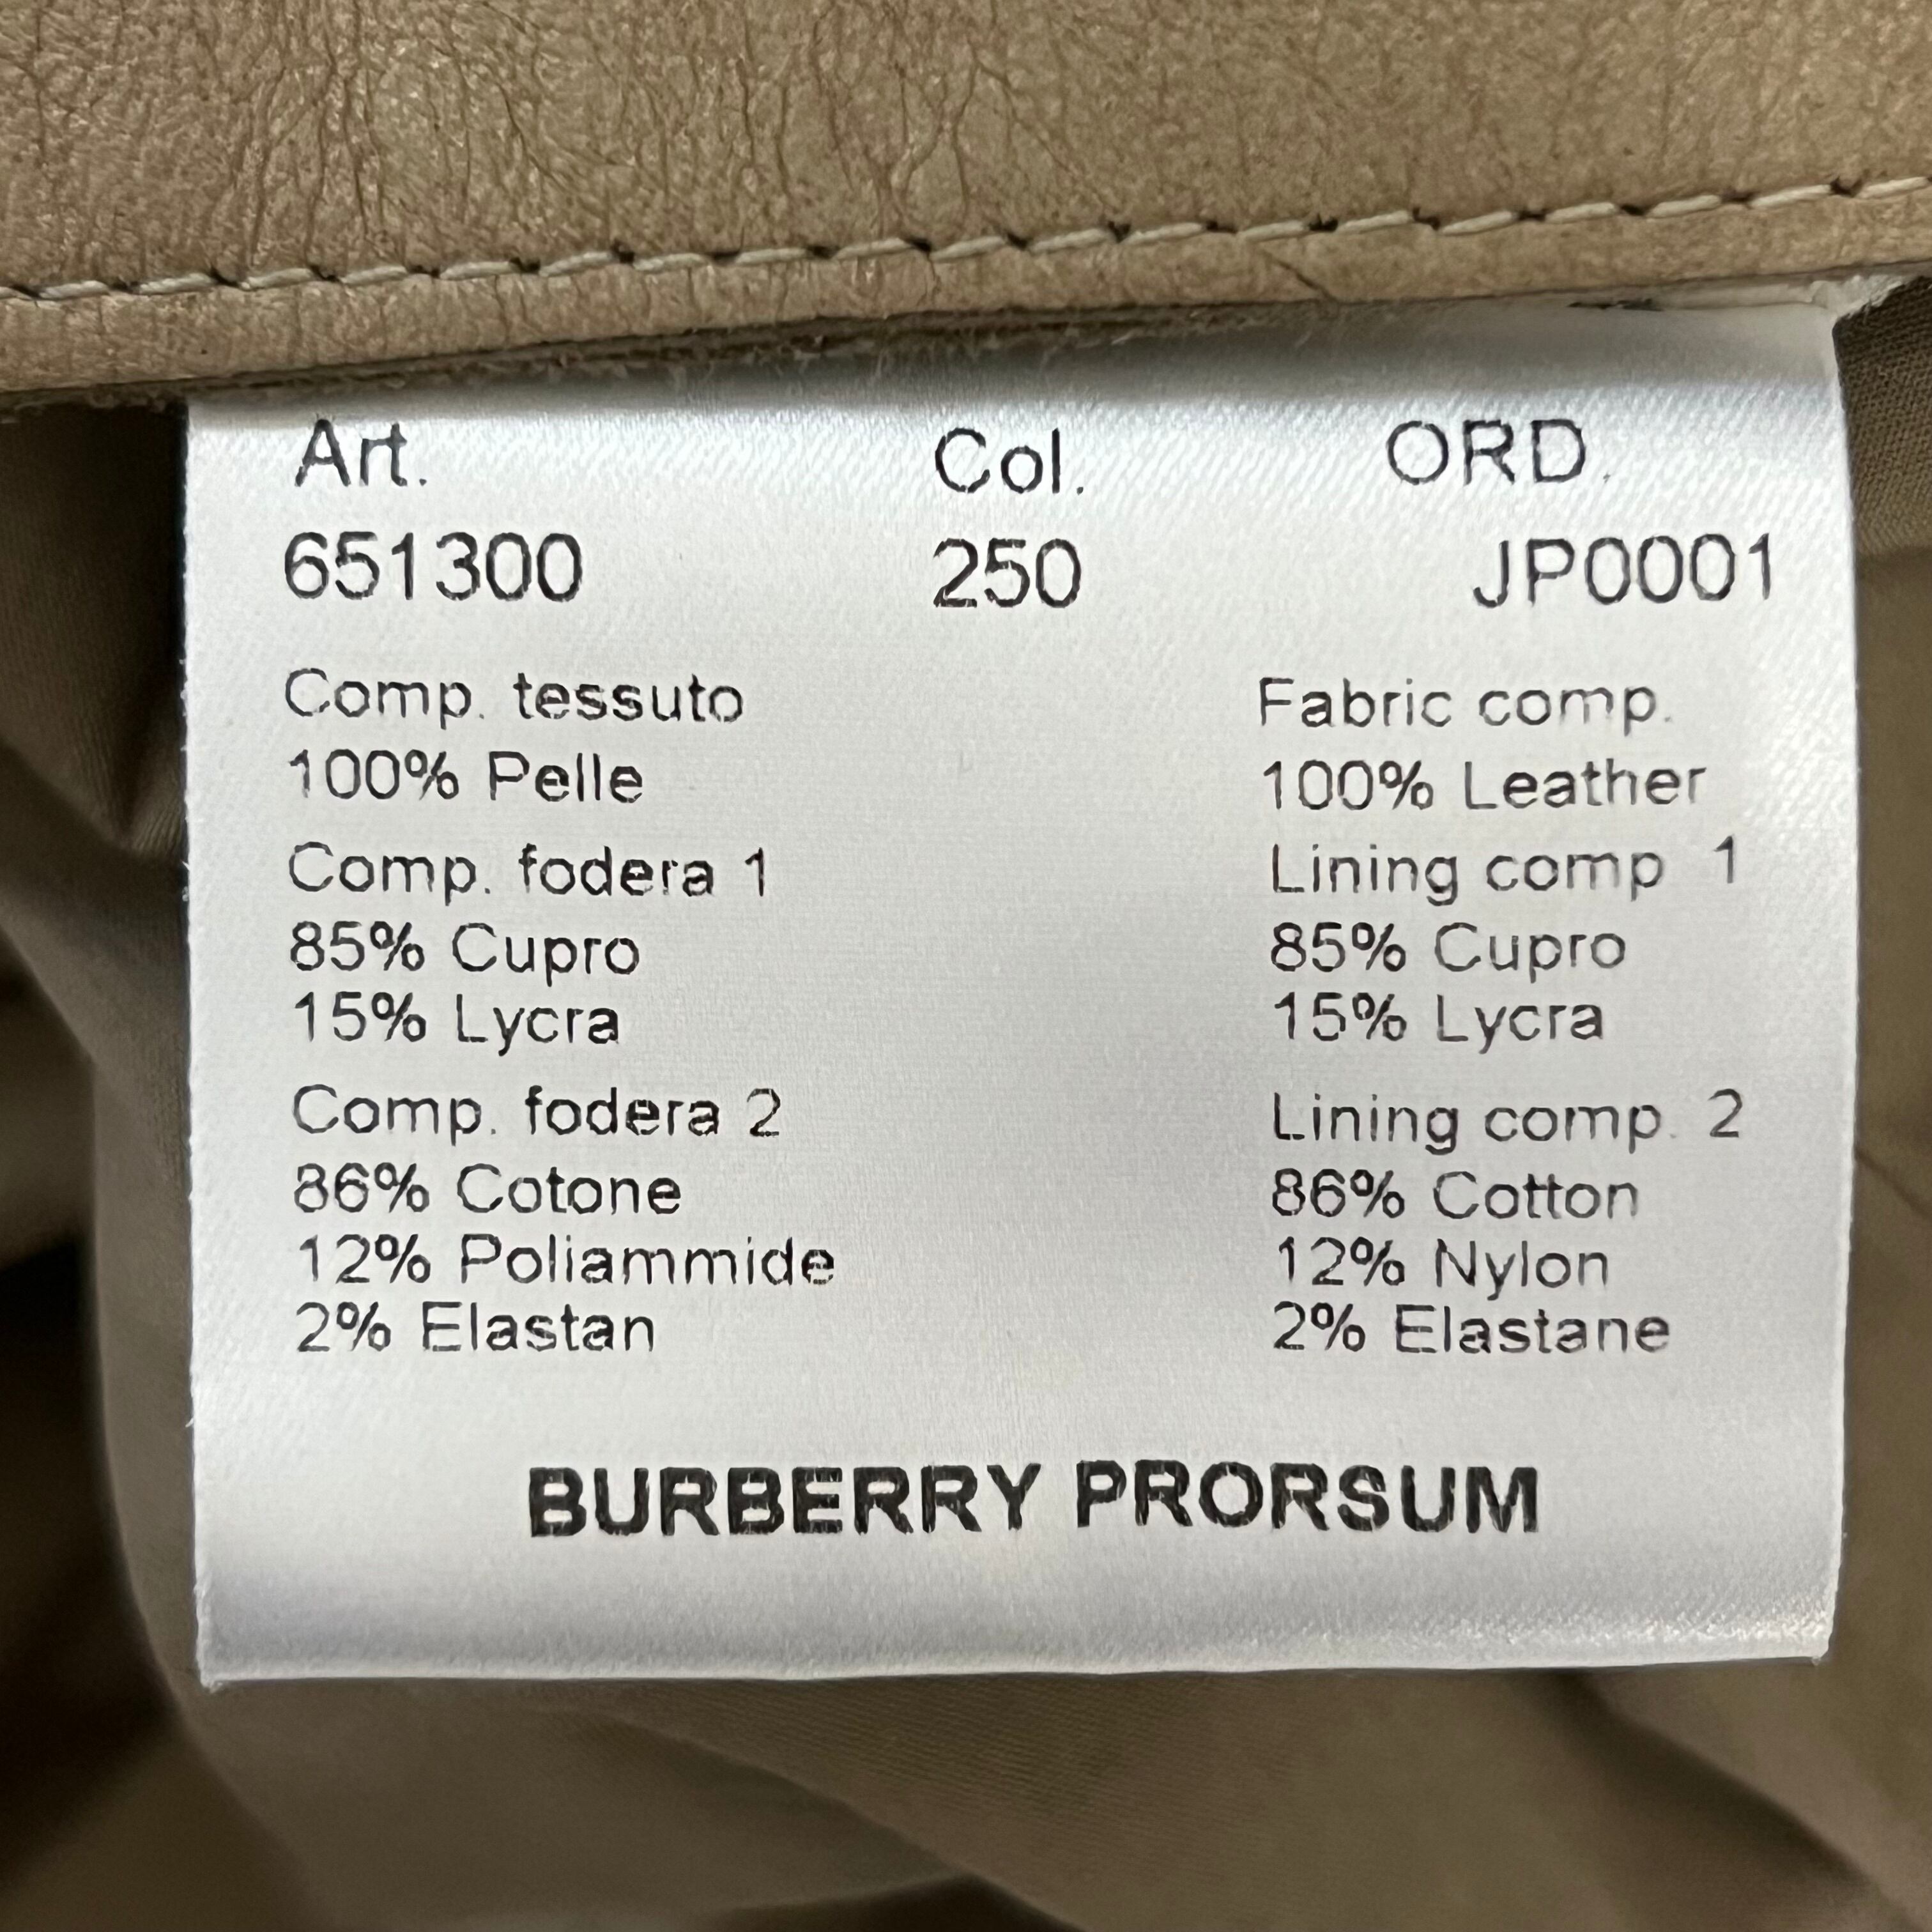 Art. Col. ORD.
651300 250 JP0001
Comp. tessuto Fabric comp.
100% Pelle 100% Leather
Comp. fodera 1 Lining comp 1
85% Cupro 85% Cupro
15% Lycra 15% Lycra
Comp. fodera 2 Lining comp. 2
86% Cotone 86% Cotton
12% Poliammide 12% Nylon
2% Elastan 2% Elastane
BURBERRY PRORSUM